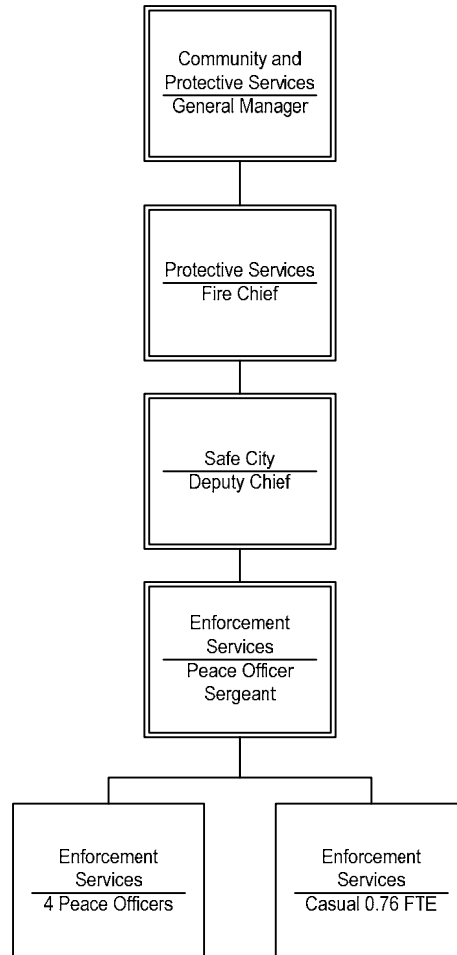 Community and
Protective Services
General Manager
Protective Services
Fire Chief
Safe City
Deputy Chief
Enforcement
Services
Peace Officer
Sergeant
Enforcement
Services
4 Peace Officers
Enforcement
Services
Casual 0.76 FTE